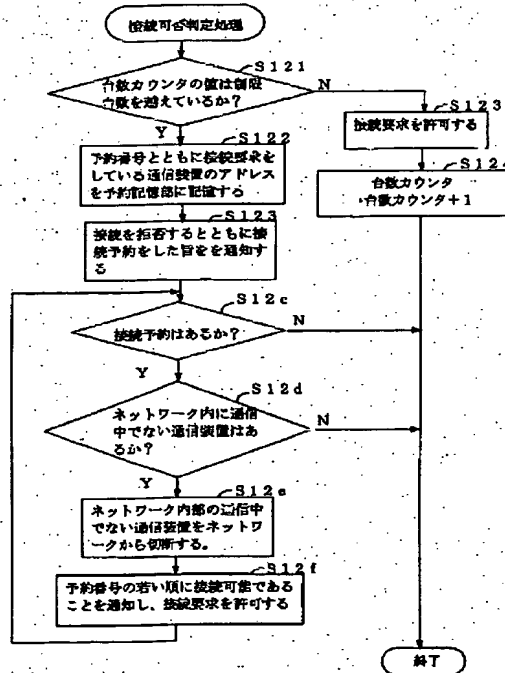 接続可否判定処理
S121
台数カウンタの値は制限
台数を越えているか?
N
Y
S123
接続要求を許可する
S122
予約番号とともに接続要求を
している通信装置のアドレス
を予約記憶部に記憶する
S124
台数カウンタ
台数カウンタ+1
S123
接続を拒否するとともに接
続予約をした旨をを通知す
る
S12c
接続予約はあるか?
N
Y
S12d
ネットワーク内に通信
中でない通信装置はあ
るか?
N
Y
S12e
ネットワーク内部の通信中
でない通信装置をネットワ
ークから切断する。
S12f
予約番号の若い順に接続可能であ
ることを通知し、接続要求を許可する
終了